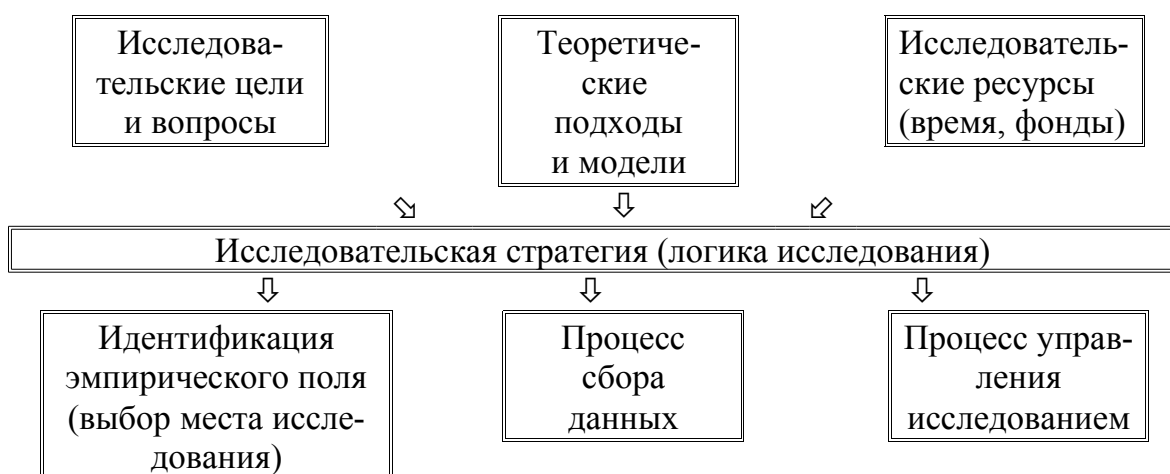 Исследова-
тельские цели
и вопросы
Теоретиче-
ские
подходы
и модели
Исследователь-
ские ресурсы
(время, фонды)
Исследовательская стратегия (логика исследования)
Идентификация
эмпирического поля
(выбор места иссле-
дования)
Процесс
сбора
данных
Процесс управ-
ления
исследованием